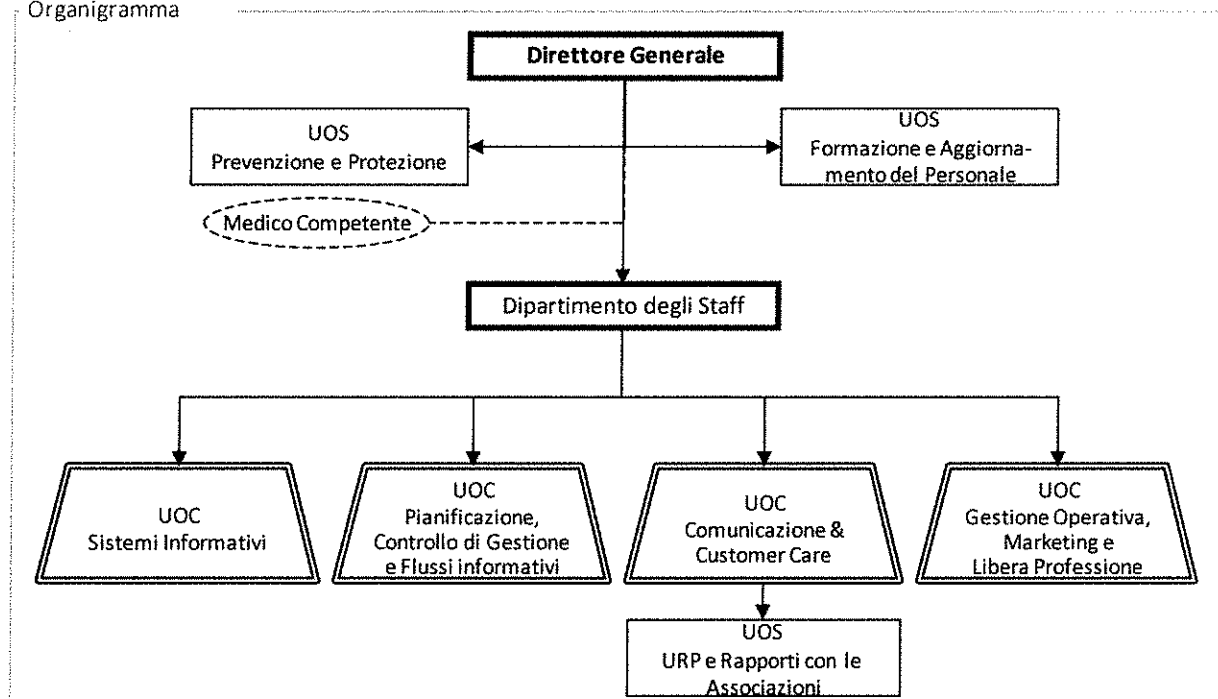 Organigramma
Direttore Generale
UOS
Prevenzione e Protezione
UOS
Formazione e Aggiorna-
mento del Personale
Medico Competente
Dipartimento degli Staff
UOC
Sistemi Informativi
UOC
Pianificazione,
Controllo di Gestione
e Flussi informativi
UOC
Comunicazione &
Customer Care
UOC
Gestione Operativa,
Marketing e
Libera Professione
UOS
URP e Rapporti con le
Associazioni